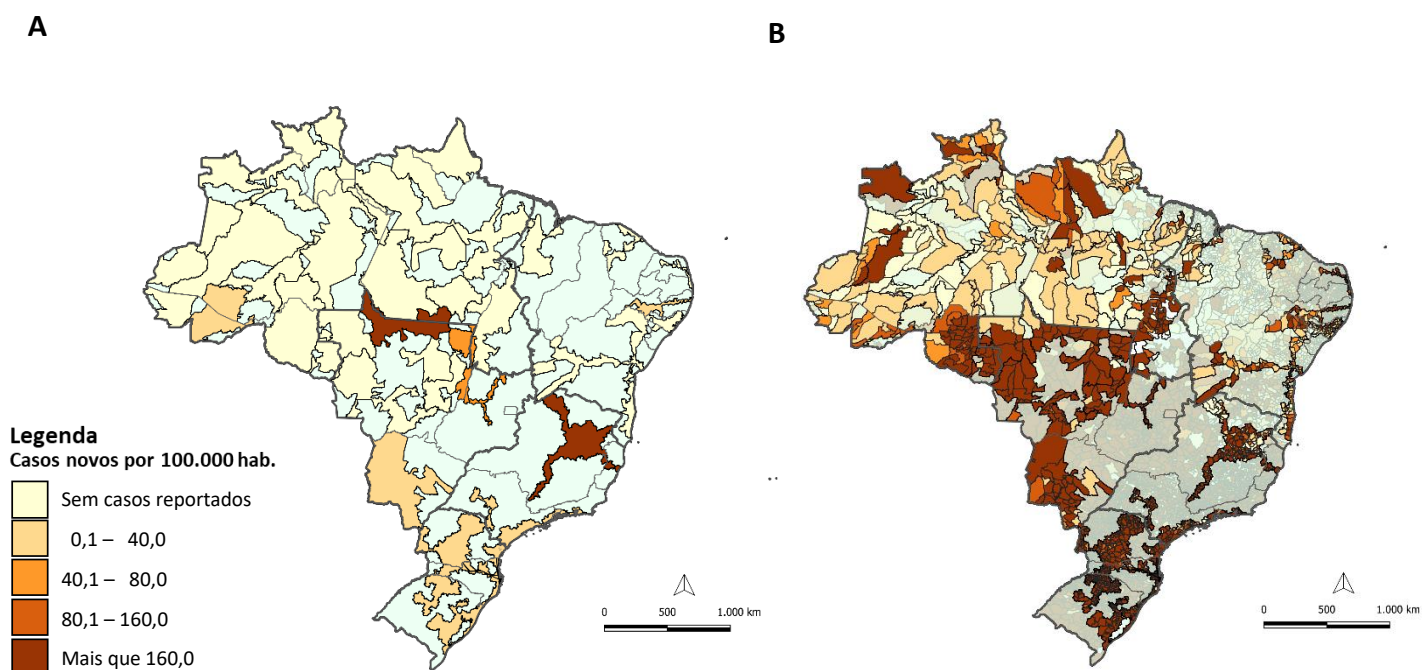 A
B
Legenda
Casos novos por 100.000 hab.
Sem casos reportados
0,1 – 40,0
40,1 – 80,0
80,1 – 160,0
Mais que 160,0
0 500 1.000 km
0 500 1.000 km